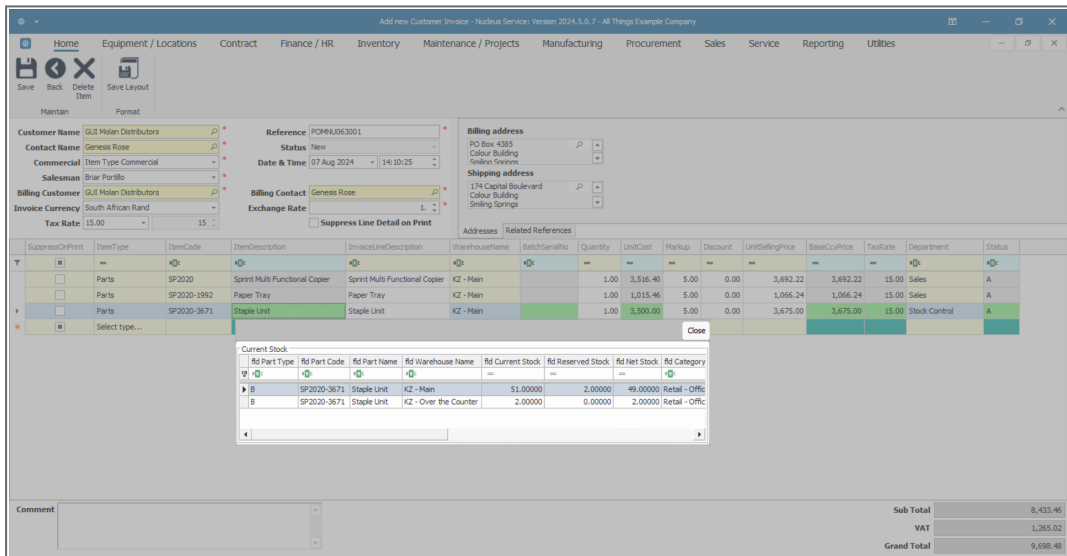 Add new Customer Invoice - Nucleus Service: Version 2024.5.0.7 - All Things Example Company
Home Equipment / Locations Contract Finance / HR Inventory Maintenance / Projects Manufacturing Procurement Sales Service Reporting Utilities
Save Back Delete Item Save Layout
Maintain Format
Customer Name GUI Molan Distributors * Reference POMNU063001 * Billing address
Contact Name Genesis Rose * Status New PO Box 4385
Colour Building
Smiling Springs
Commercial Item Type Commercial * Date & Time 07 Aug 2024 14:10:25
Salesman Briar Portillo * Shipping address
Billing Customer GUI Molan Distributors * Billing Contact Genesis Rose * 174 Capital Boulevard
Colour Building
Smiling Springs
Invoice Currency South African Rand Exchange Rate 1. *
Tax Rate 15.00 15 Suppress Line Detail on Print
Addresses Related References
SuppressOnPrint ItemType ItemCode ItemDescription InvoiceLineDescription WarehouseName BatchSerialNo Quantity UnitCost Markup Discount UnitSellingPrice BaseCcyPrice TaxRate Department Status
Parts SP2020 Sprint Multi Functional Copier Sprint Multi Functional Copier KZ - Main 1.00 3,516.40 5.00 0.00 3,692.22 3,692.22 15.00 Sales A
Parts SP2020-1992 Paper Tray Paper Tray KZ - Main 1.00 1,015.46 5.00 0.00 1,066.24 1,066.24 15.00 Sales A
Parts SP2020-3671 Staple Unit Staple Unit KZ - Main 1.00 3,500.00 5.00 0.00 3,675.00 3,675.00 15.00 Stock Control A
Select type...
Close
Current Stock
fld Part Type fld Part Code fld Part Name fld Warehouse Name fld Current Stock fld Reserved Stock fld Net Stock fld Category
B SP2020-3671 Staple Unit KZ - Main 51.00000 2.00000 49.00000 Retail - Offic
B SP2020-3671 Staple Unit KZ - Over the Counter 2.00000 0.00000 2.00000 Retail - Offic
Comment
Sub Total 8,433.46
VAT 1,265.02
Grand Total 9,698.48